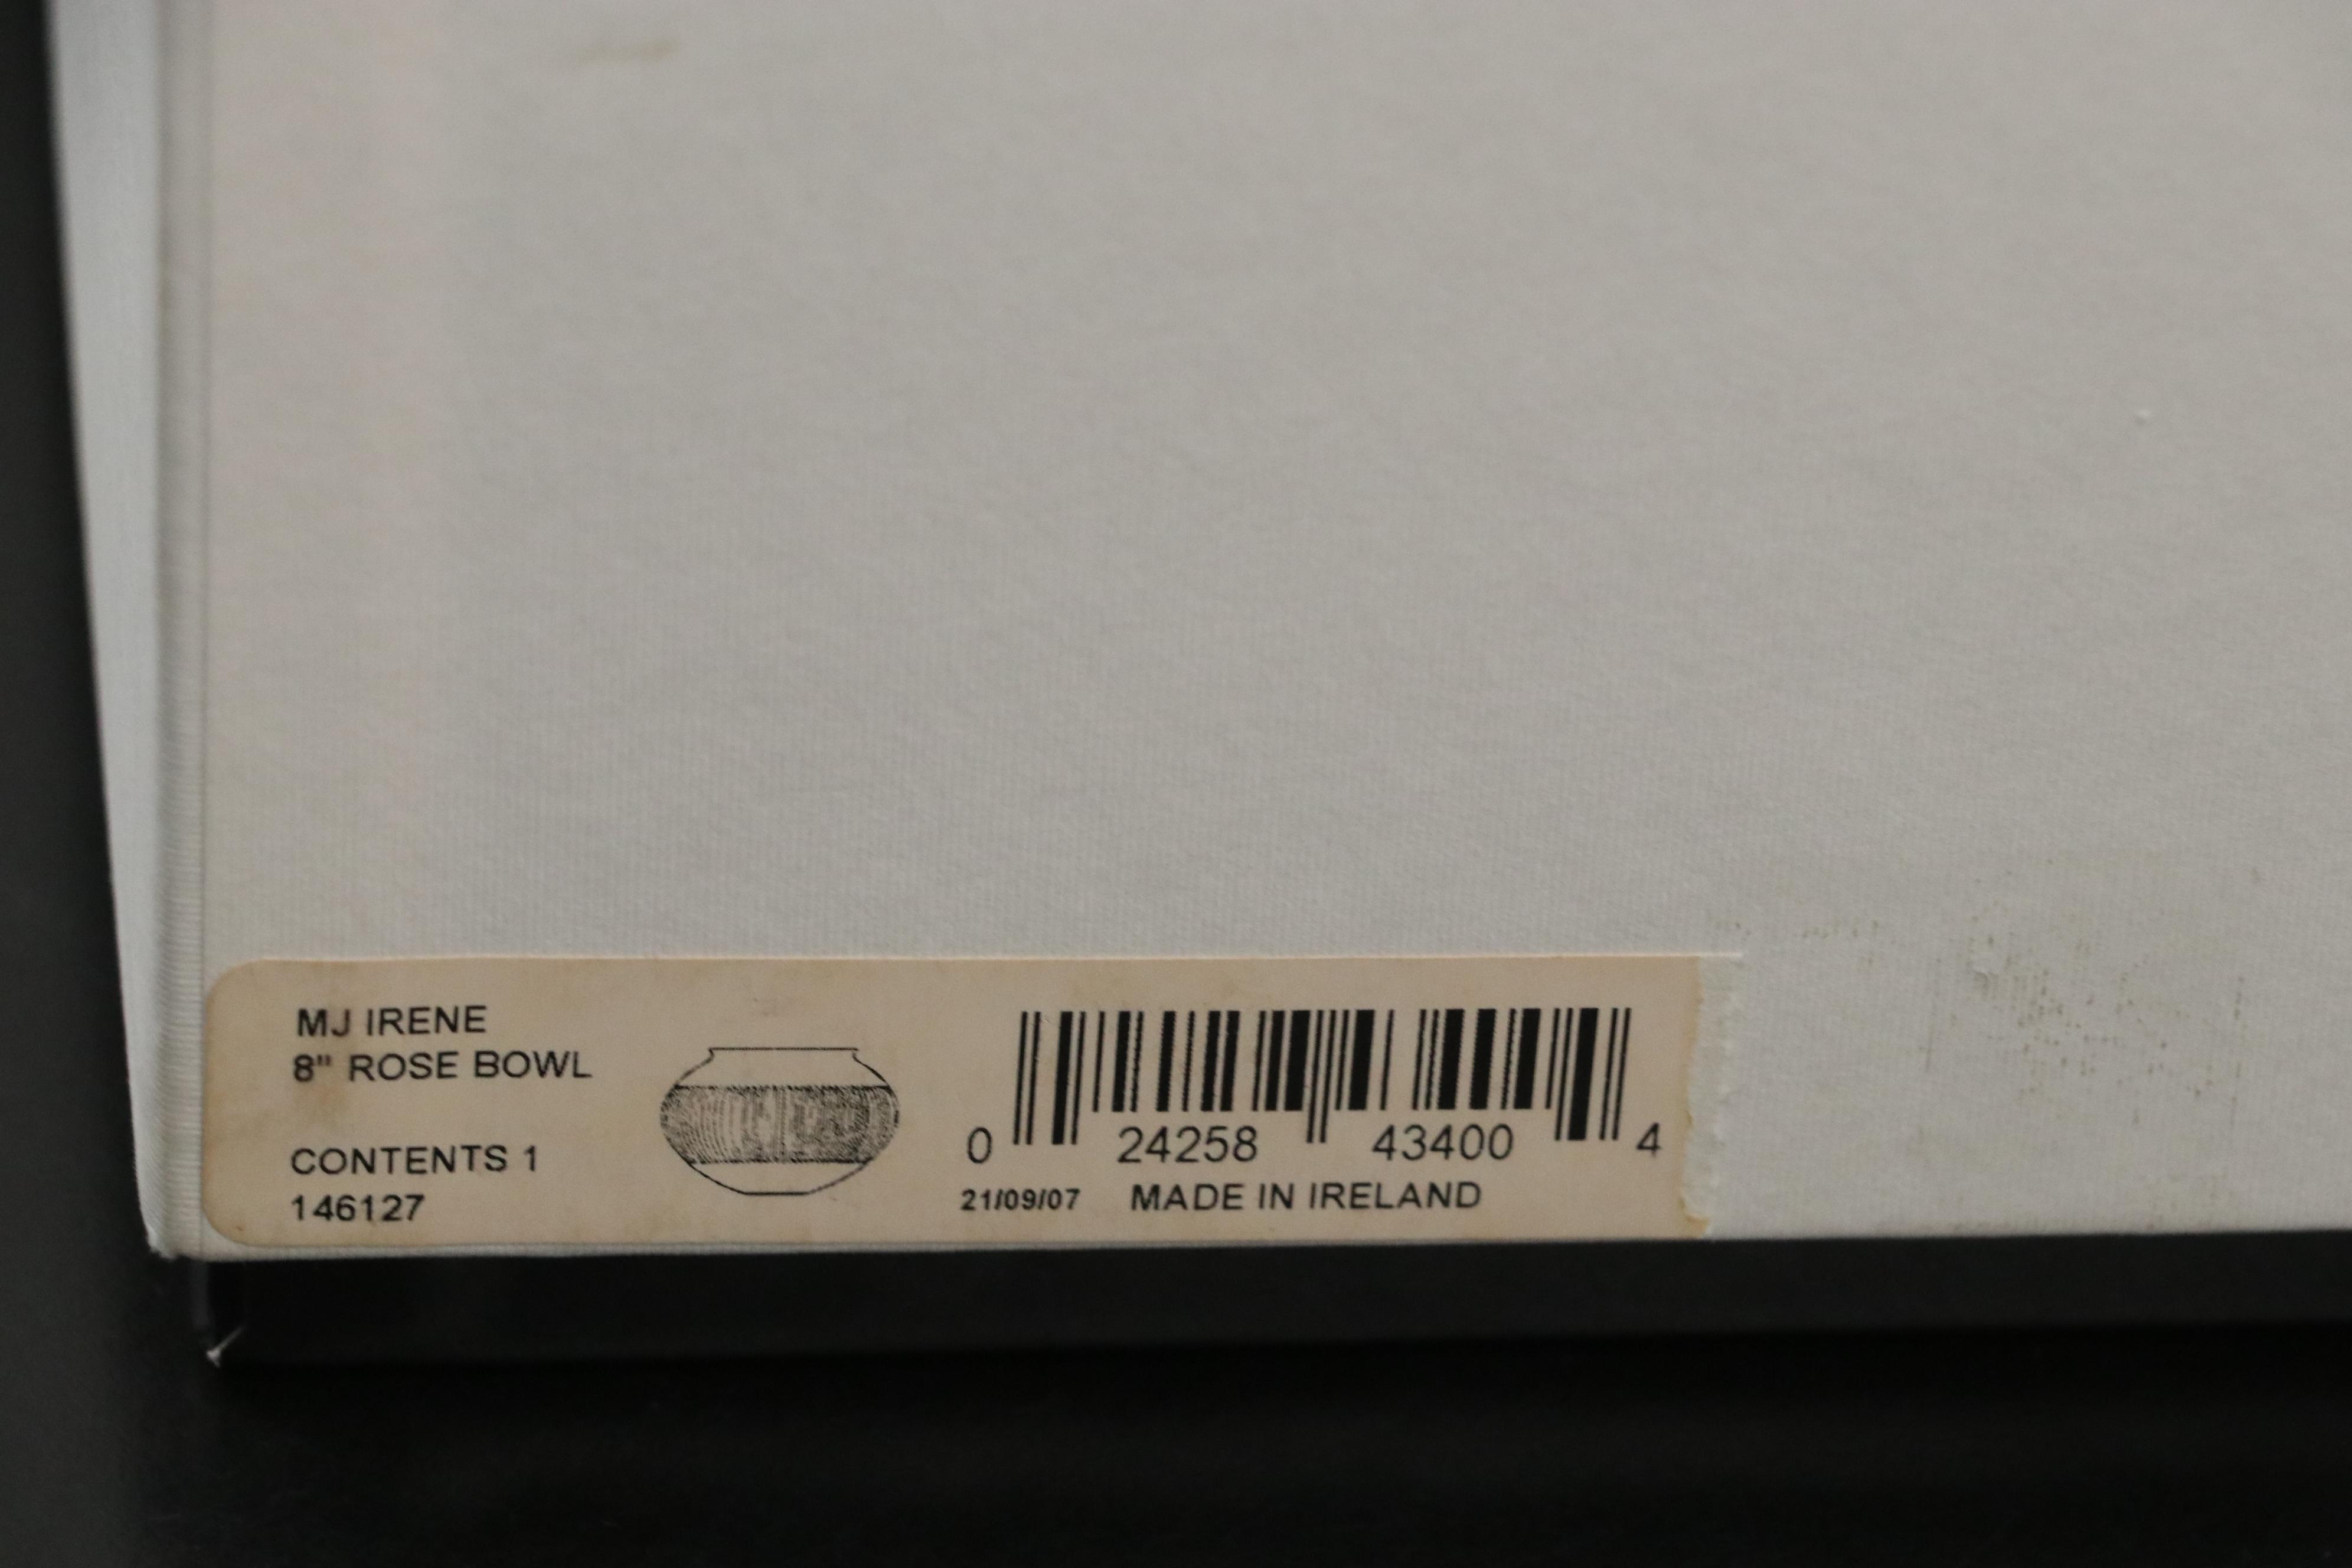 MJ IRENE
8" ROSE BOWL
CONTENTS 1
146127
0 24258 43400 4
21/09/07 MADE IN IRELAND